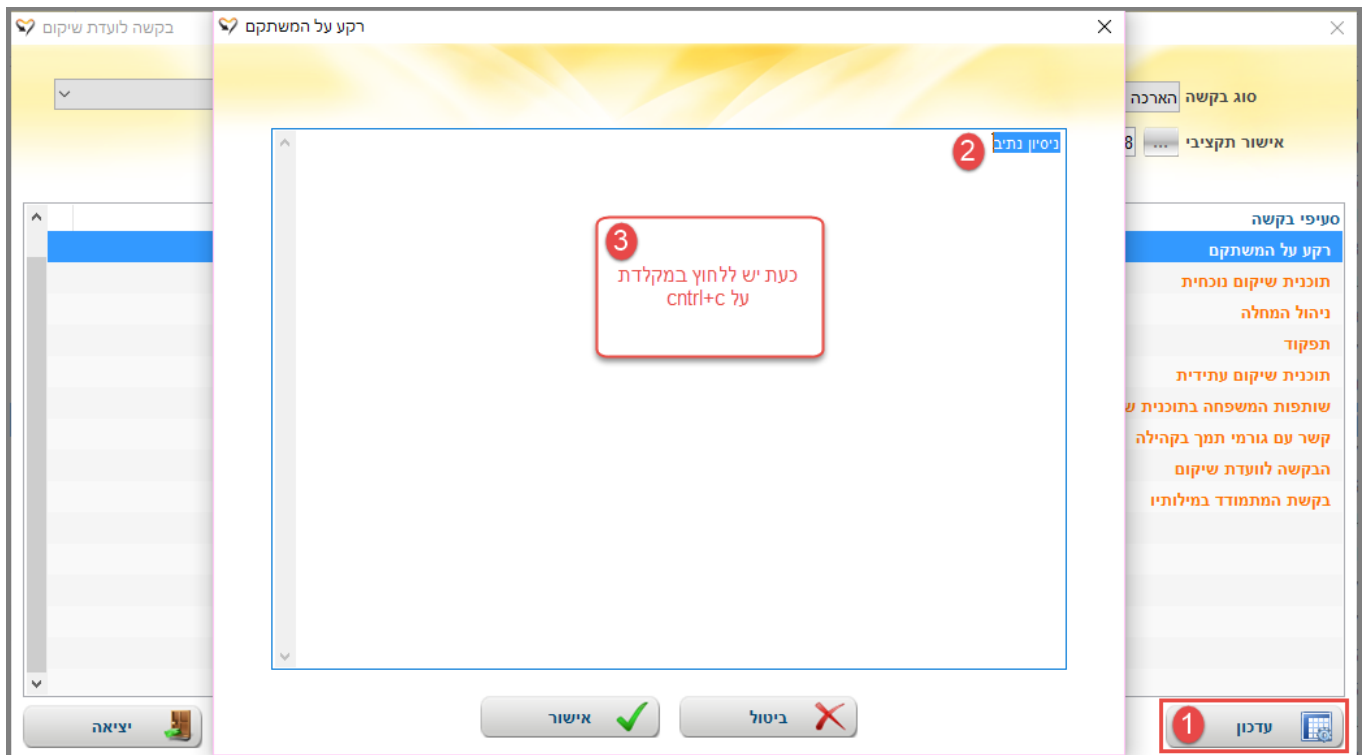 בקשה לועדת שיקום
רקע על המשתקם
סוג בקשה הארכה
אישור תקציבי ... 8
ניסיון נתיב
2
3
כעת יש ללחוץ במקלדת
על cntrl+c
סעיפי בקשה
רקע על המשתקם
תוכנית שיקום נוכחית
ניהול המחלה
תפקוד
תוכנית שיקום עתידית
שותפות המשפחה בתוכנית ש
קשר עם גורמי תמך בקהילה
הבקשה לוועדת שיקום
בקשת המתמודד במילותיו
עדכון
1
ביטול
אישור
יציאה